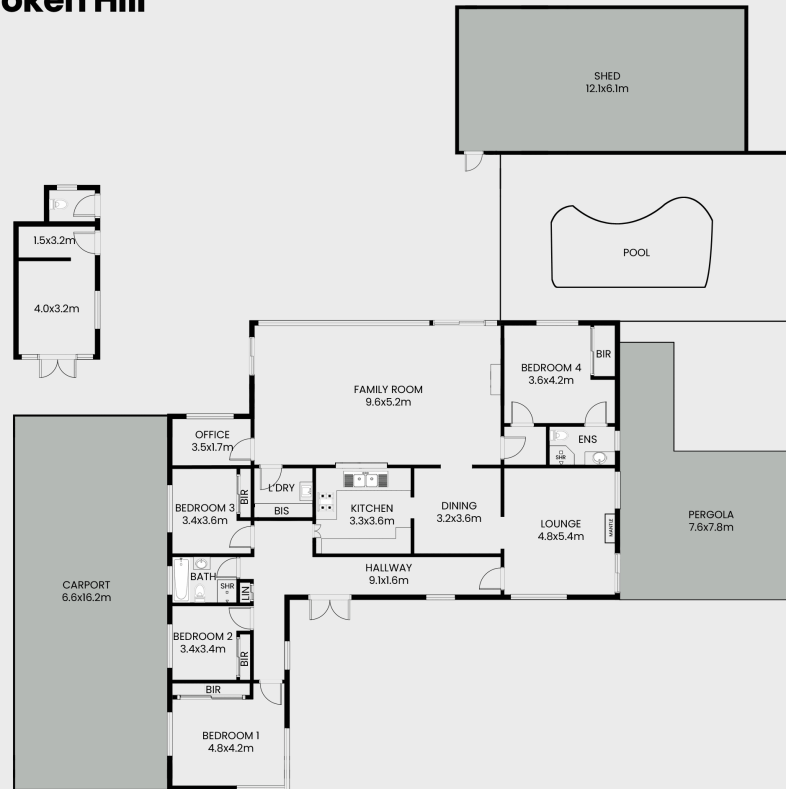 oken Hill
SHED
12.1x6.1m
1.5x3.2m
POOL
4.0x3.2m
BIR
BEDROOM 4
3.6x4.2m
FAMILY ROOM
9.6x5.2m
OFFICE
3.5x1.7m
ENS
SHR
L'DRY
BIR
BEDROOM 3
3.4x3.6m
BIS
KITCHEN
3.3x3.6m
DINING
3.2x3.6m
LOUNGE
4.8x5.4m
MANTLE
PERGOLA
7.6x7.8m
HALLWAY
9.1x1.6m
BATH
SHR
LIN
CARPORT
6.6x16.2m
BEDROOM 2
3.4x3.4m
BIR
BIR
BEDROOM 1
4.8x4.2m